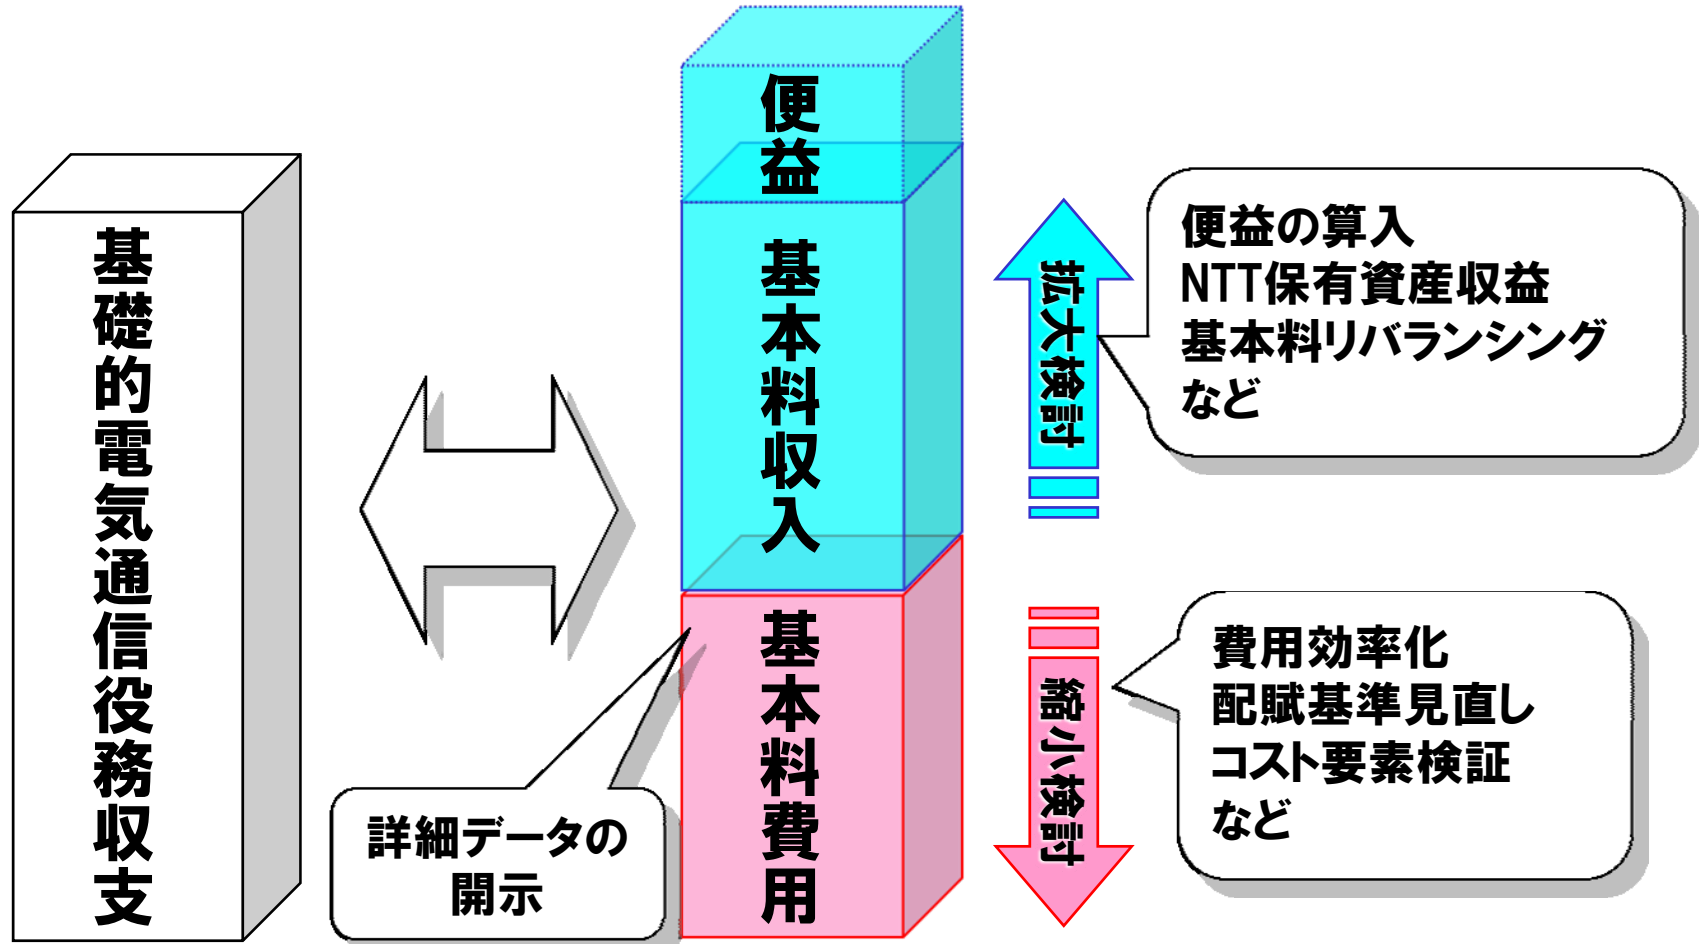 基礎的電気通信役務収支
便益
基本料収入
基本料費用
詳細データの
開示
拡大検討
便益の算入
NTT保有資産収益
基本料リバランシング
など
縮小検討
費用効率化
配賦基準見直し
コスト要素検証
など